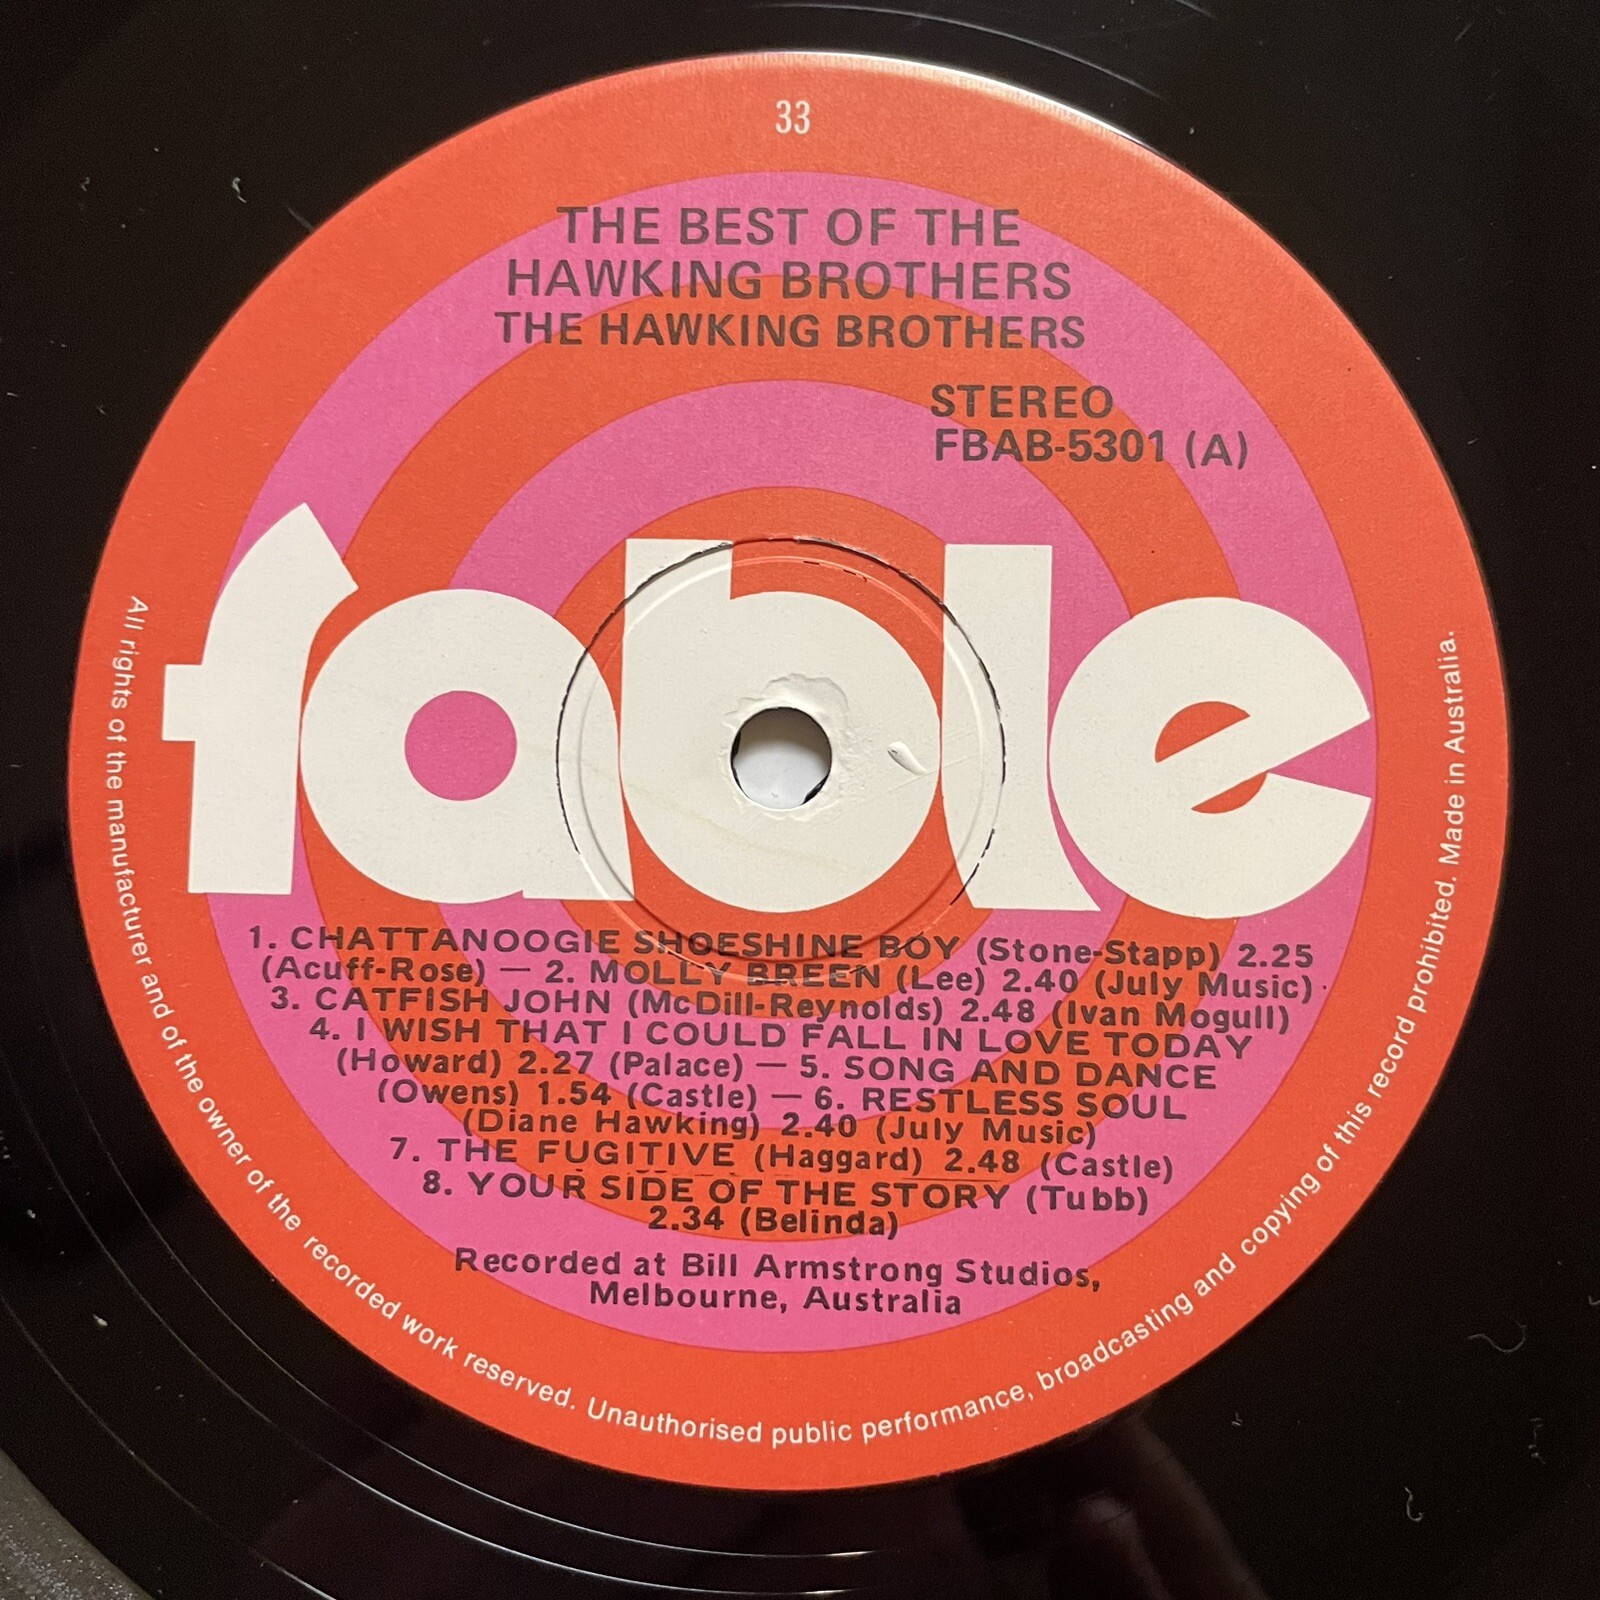 33
THE BEST OF THE
HAWKING BROTHERS
THE HAWKING BROTHERS
STEREO
FBAB-5301 (A)
fable
1. CHATTANOOGIE SHOESHINE BOY (Stone-Stapp) 2.25
(Acuff-Rose) — 2. MOLLY BREEN (Lee) 2.40 (July Music)
3. CATFISH JOHN (McDill-Reynolds) 2.48 (Ivan Mogull)
4. I WISH THAT I COULD FALL IN LOVE TODAY
(Howard) 2.27 (Palace) — 5. SONG AND DANCE
(Owens) 1.54 (Castle) — 6. RESTLESS SOUL
(Diane Hawking) 2.40 (July Music)
7. THE FUGITIVE (Haggard) 2.48 (Castle)
8. YOUR SIDE OF THE STORY (Tubb)
2.34 (Belinda)
Recorded at Bill Armstrong Studios,
Melbourne, Australia
All rights of the manufacturer and of the owner of the recorded work reserved. Unauthorised public performance, broadcasting and copying of this record prohibited. Made in Australia.